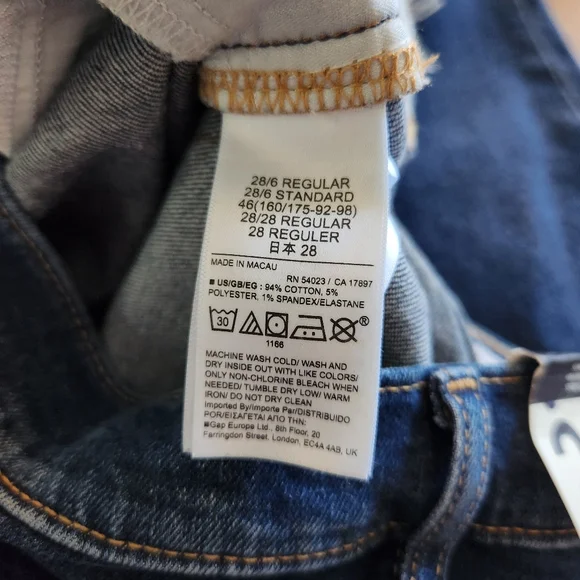 28/6 REGULAR
28/6 STANDARD
46(160/175-92-98)
28/28 REGULAR
28 REGULER
日本 28
MADE IN MACAU
RN 54023 / CA 17897
■ US/GB/EG : 94% COTTON, 5%
POLYESTER, 1% SPANDEX/ELASTANE
30
®
1166
MACHINE WASH COLD/ WASH AND
DRY INSIDE OUT WITH LIKE COLORS/
ONLY NON-CHLORINE BLEACH WHEN
NEEDED/ TUMBLE DRY LOW/ WARM
IRON/ DO NOT DRY CLEAN
Imported By/Importe Par/DISTRIBUIDO
POR/ΕΙΣΑΓΕΤΑΙ ΑΠΟ ΤΗΝ:
■Gap Europe Ltd., 8th Floor, 20
Farringdon Street, London, EC4A 4AB, UK
2